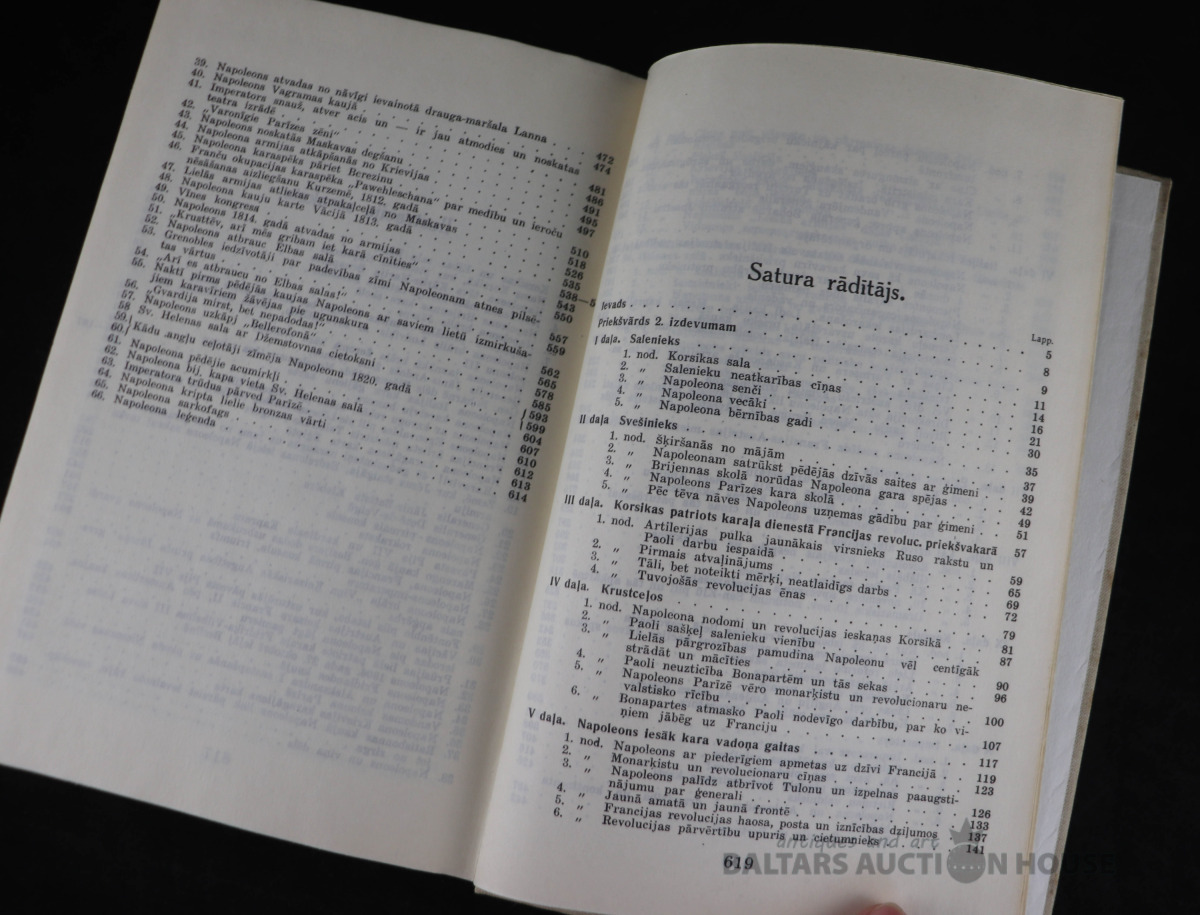 39. Napoleons atvadas no nāvīgi ievainotā drauga-maršala Lanna . . . 472
40. Napoleons Vagramas kaujā . . . 474
41. Imperators snauž, atver acis un — ir jau atmodies un noskatas
teatra izrādē . . . 481
42. „Varonīgie Parīzes zēni” . . . 486
43. Napoleons noskatās Maskavas degšanu . . . 491
44. Napoleona armijas atkāpšanās no Krievijas . . . 495
45. Napoleona karaspēks pāriet Berezinu . . . 497
46. Franču okupacijas karaspēka „Pawehleschana” par medību un ieroču
nēsāšanas aizliegšanu Kurzemē, 1812. gadā . . . 510
47. Lielās armijas atliekas atpakaļceļā no Maskavas . . . 518
48. Napoleona kauju karte Vācijā 1813. gadā . . . 526
49. Vīnes kongress . . . 535
50. Napoleons 1814. gadā atvadas no armijas . . . 538—5
51. „Krusttēv, arī mēs gribam iet karā cīnīties” . . . 543
52. Napoleons atbrauc Elbas salā . . . 550
53. Grenobles iedzīvotāji par padevības zīmi Napoleonam atnes pilsē-
tas vārtus . . . 557
54. „Arī es atbraucu no Elbas salas!” . . . 559
55. Naktī pirms pēdējās kaujas Napoleons ar saviem lietū izmirkuša-
jiem karavīriem žāvējas pie ugunskura . . . 562
56. „Gvardija mirst, bet nepadodas!” . . . 565
57. Napoleons uzkāpj „Bellerofonā” . . . 578
58. Sv. Helenas sala ar Džemstovnas cietoksni . . . 585
59.
60. Kādu angļu ceļotāji zīmēja Napoleonu 1820. gadā . . . 593
599
61. Napoleona pēdējie acumirkļi . . . 604
62. Napoleona bij. kapa vieta Sv. Helenas salā . . . 607
63. Imperatora trūdus pārved Parīzē . . . 610
64. Napoleona kripta lielie bronzas vārti . . . 612
65. Napoleona sarkofags . . . 613
66. Napoleona leģenda . . . 614
Satura rādītājs.
Lapp.
Ievads . . . 5
Priekšvārds 2. izdevumam . . . 8
I daļa. Salenieks . . . 9
1. nod. Korsikas sala . . . 11
2. „ Salenieku neatkarības cīņas . . . 14
3. „ Napoleona senči . . . 16
4. „ Napoleona vecāki . . . 21
5. „ Napoleona bērnības gadi . . . 30
II daļa Svešinieks . . . 35
1. nod. šķiršanās no mājām . . . 37
2. „ Napoleonam satrūkst pēdējās dzīvās saites ar ģimeni . . 39
3. „ Brijennas skolā norūdas Napoleona gara spējas . . . 42
4. „ Napoleons Parīzes kara skolā . . . 49
5. „ Pēc tēva nāves Napoleons uzņemas gādību par ģimeni . . 51
III daļa. Korsikas patriots karaļa dienestā Francijas revoluc. priekšvakarā 57
1. nod. Artilerijas pulka jaunākais virsnieks Ruso rakstu un
Paoli darbu iespaidā . . . 59
2. „ Pirmais atvaļinājums . . . 65
3. „ Tāli, bet noteikti mērķi, neatlaidīgs darbs . . . 69
4. „ Tuvojošās revolucijas ēnas . . . 72
IV daļa. Krustceļos . . . 79
1. nod. Napoleona nodomi un revolucijas ieskaņas Korsikā . . . 81
2. „ Paoli sašķeļ salenieku vienību . . . 87
3. „ Lielās pārgrozības pamudina Napoleonu vēl centīgāk
strādāt un mācīties . . . 90
4. „ Paoli neuzticība Bonapartēm un tās sekas . . . 96
5. „ Napoleons Parīzē vēro monarķistu un revolucionaru ne-
valstisko rīcību . . . 100
6. „ Bonapartes atmasko Paoli nodevīgo darbību, par ko vi-
ņiem jābēg uz Franciju . . . 107
V daļa. Napoleons iesāk kara vadoņa gaitas . . . 117
1. nod. Napoleons ar piederīgiem apmetas uz dzīvi Francijā . . 119
2. „ Monarķistu un revolucionaru cīņas . . . 123
3. „ Napoleons palīdz atbrīvot Tulonu un izpelnas paaugsti-
nājumu par ģenerali . . . 126
4. „ Jaunā amatā un jaunā frontē . . . 133
5. „ Francijas revolucijas haosa, posta un iznīcības dziļumos 137
6. „ Revolucijas pārvērtību upuris un cietumnieks . . . 141
619
antiques and art
BALTARS AUCTION HOUSE